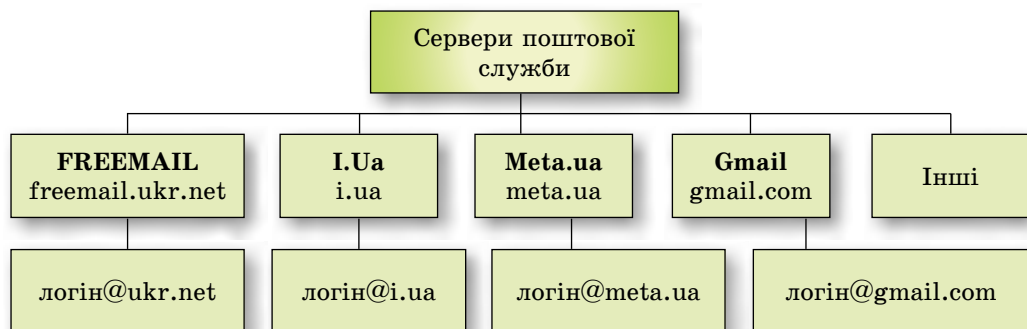 Сервери поштової
служби
FREEMAIL
freemail.ukr.net
I.Ua
i.ua
Meta.ua
meta.ua
Gmail
gmail.com
Інші
логін@ukr.net
логін@i.ua
логін@meta.ua
логін@gmail.com